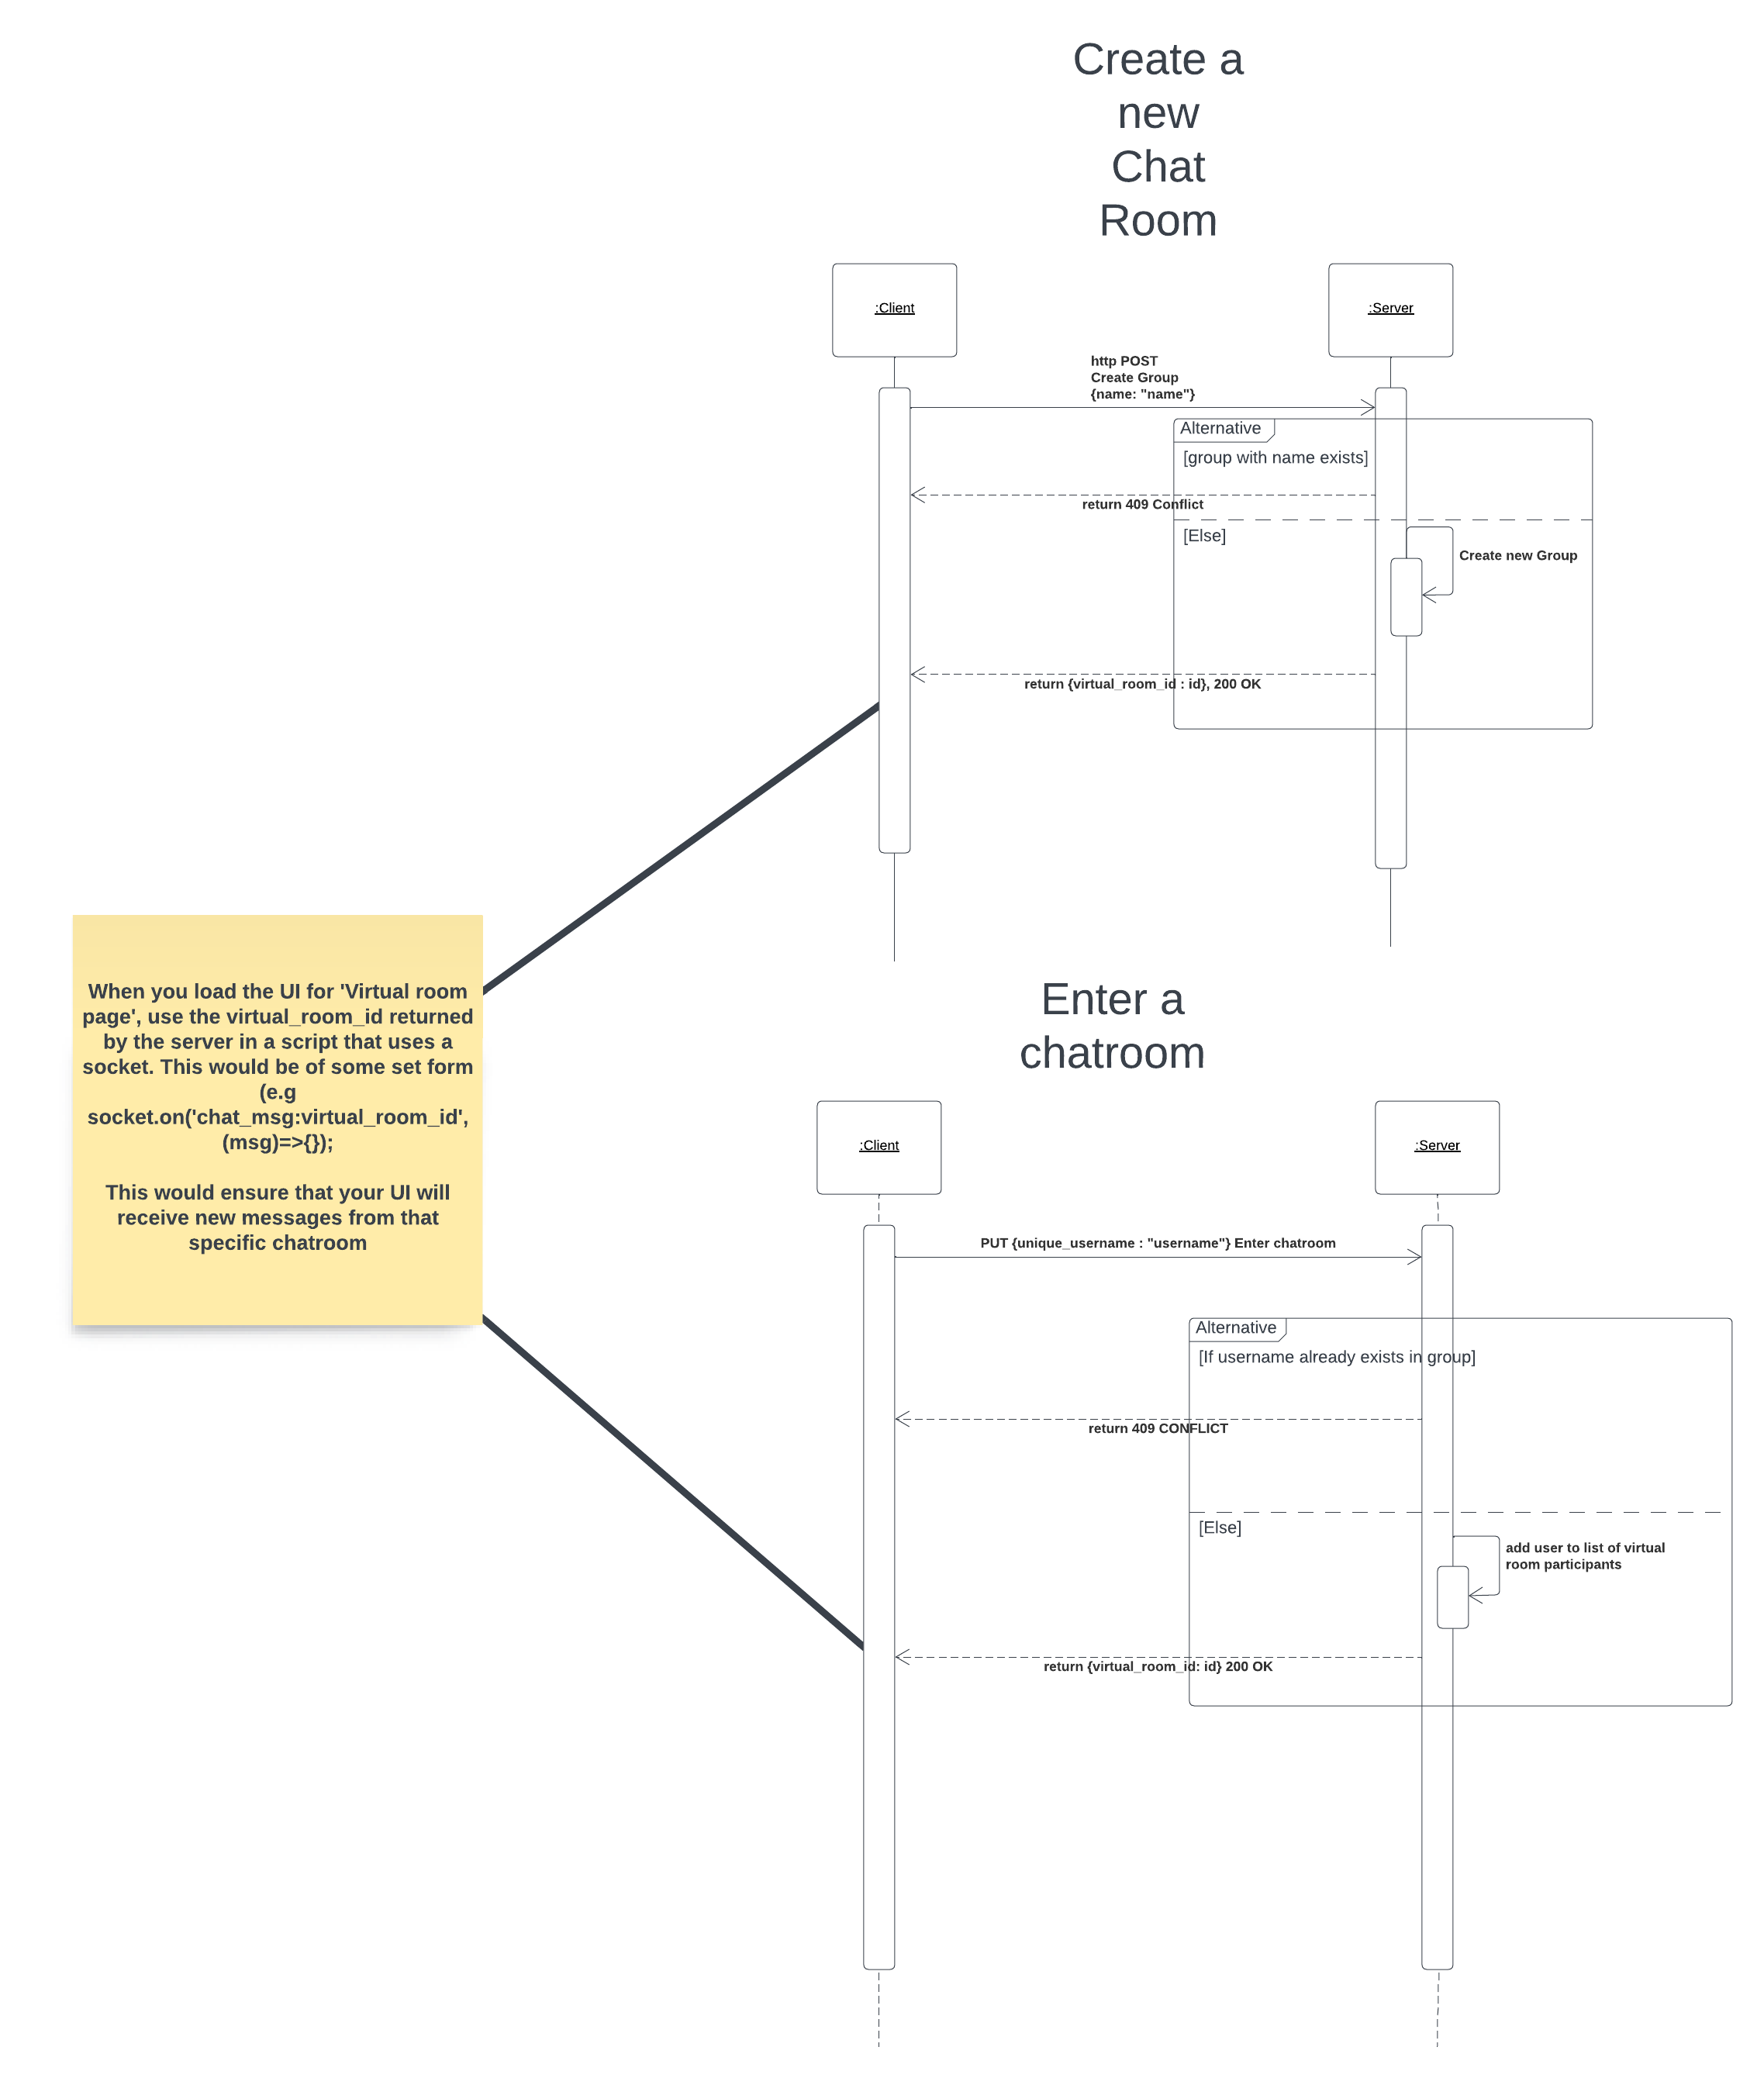 Create a
new
Chat
Room
:Client
:Server
http POST
Create Group
{name: "name"}
Alternative
[group with name exists]
return 409 Conflict
[Else]
Create new Group
return {virtual_room_id : id}, 200 OK
When you load the UI for 'Virtual room
page', use the virtual_room_id returned
by the server in a script that uses a
socket. This would be of some set form
(e.g
socket.on('chat_msg:virtual_room_id',
(msg)=>{});
This would ensure that your UI will
receive new messages from that
specific chatroom
Enter a
chatroom
:Client
:Server
PUT {unique_username : "username"} Enter chatroom
Alternative
[If username already exists in group]
return 409 CONFLICT
[Else]
add user to list of virtual
room participants
return {virtual_room_id: id} 200 OK